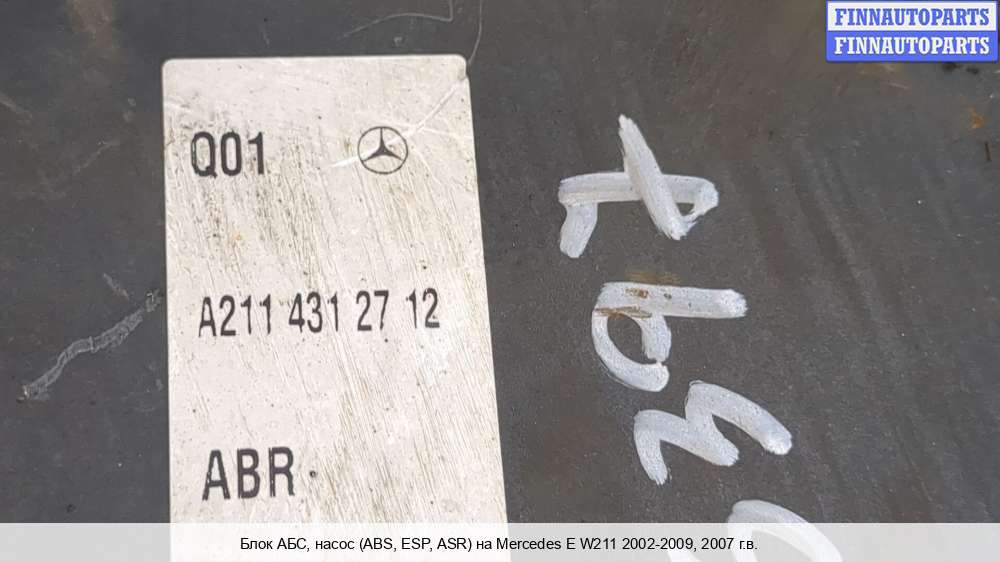 FINNAUTOPARTS
FINNAUTOPARTS
Q01
A211 431 27 12
ABR
Блок АБС, насос (ABS, ESP, ASR) на Mercedes E W211 2002-2009, 2007 г.в.